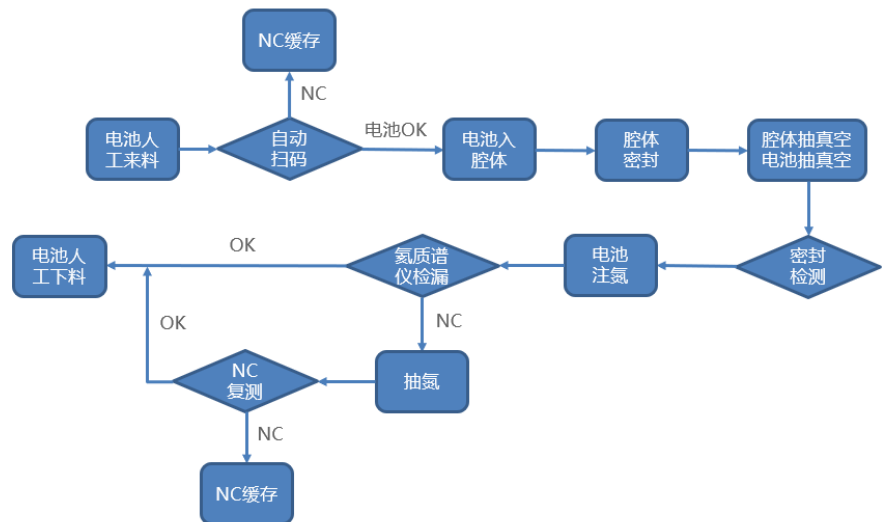 NC缓存
NC
电池人
工来料
自动
扫码
电池OK
电池入
腔体
腔体
密封
腔体抽真空
电池抽真空
电池人
工下料
OK
氦质谱
仪检漏
电池
注氦
密封
检测
NC
OK
NC
复测
抽氦
NC
NC缓存